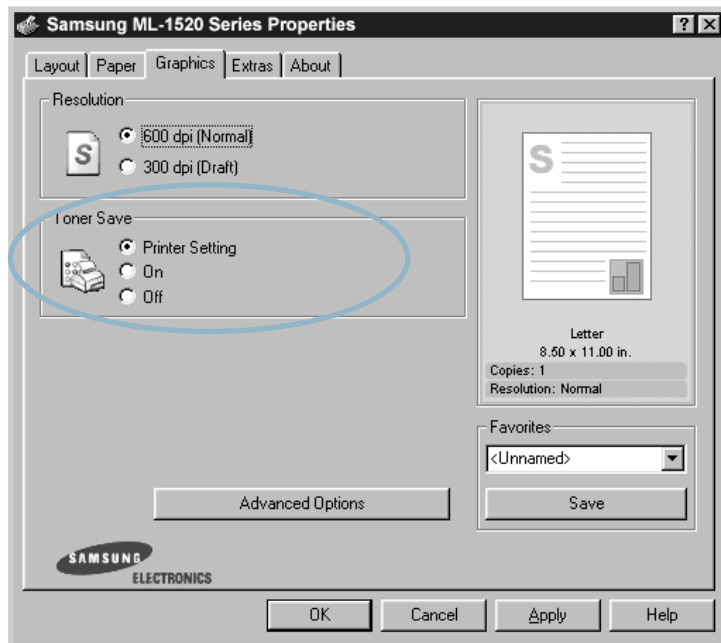 Samsung ML-1520 Series Properties
? ×
Layout Paper Graphics Extras About
Resolution
S
600 dpi (Normal)
300 dpi (Draft)
Toner Save
Printer Setting
On
Off
S
Letter
8.50 x 11.00 in.
Copies: 1
Resolution: Normal
Favorites
<Unnamed>
Advanced Options
Save
SAMSUNG
ELECTRONICS
OK Cancel Apply Help